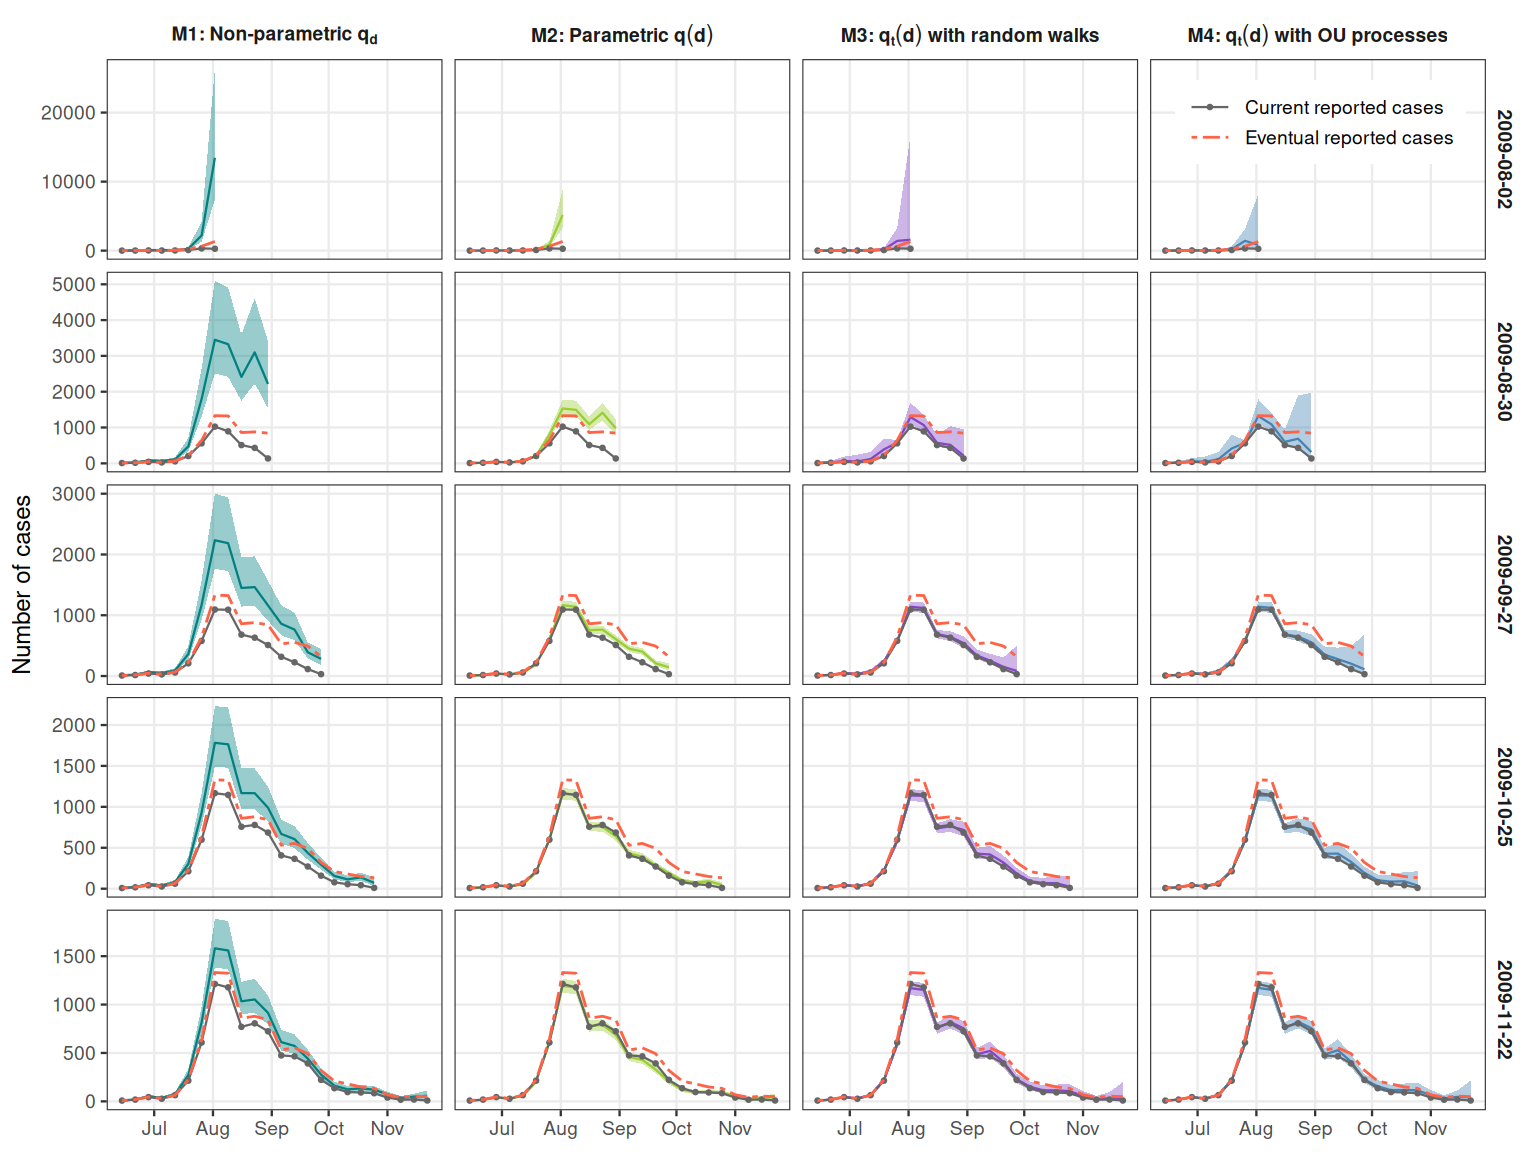 M1: Non-parametric qd
M2: Parametric q(d)
M3: qt(d) with random walks
M4: qt(d) with OU processes
Current reported cases
Eventual reported cases
20000
10000
0
2009-08-02
5000
4000
3000
2000
1000
0
2009-08-30
3000
2000
1000
0
2009-09-27
2000
1500
1000
500
0
2009-10-25
1500
1000
500
0
2009-11-22
Number of cases
Jul Aug Sep Oct Nov
Jul Aug Sep Oct Nov
Jul Aug Sep Oct Nov
Jul Aug Sep Oct Nov